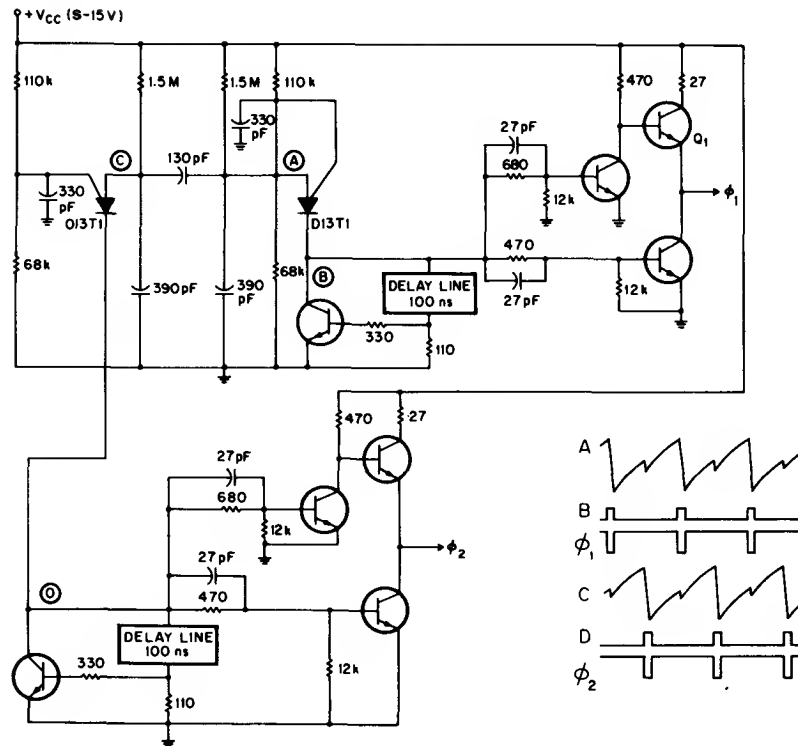 +VCC (S-15V)
110k
1.5M
1.5M
110k
470
27
330
pF
27pF
C
130pF
A
680
Q1
330
pF
013T1
D13T1
12k
ϕ1
470
68k
B
390pF
390
pF
68k
DELAY LINE
100 ns
27pF
12k
330
110
470
27
27pF
680
A
12k
B
ϕ2
ϕ1
27pF
C
O
470
D
DELAY LINE
100 ns
ϕ2
330
12k
110